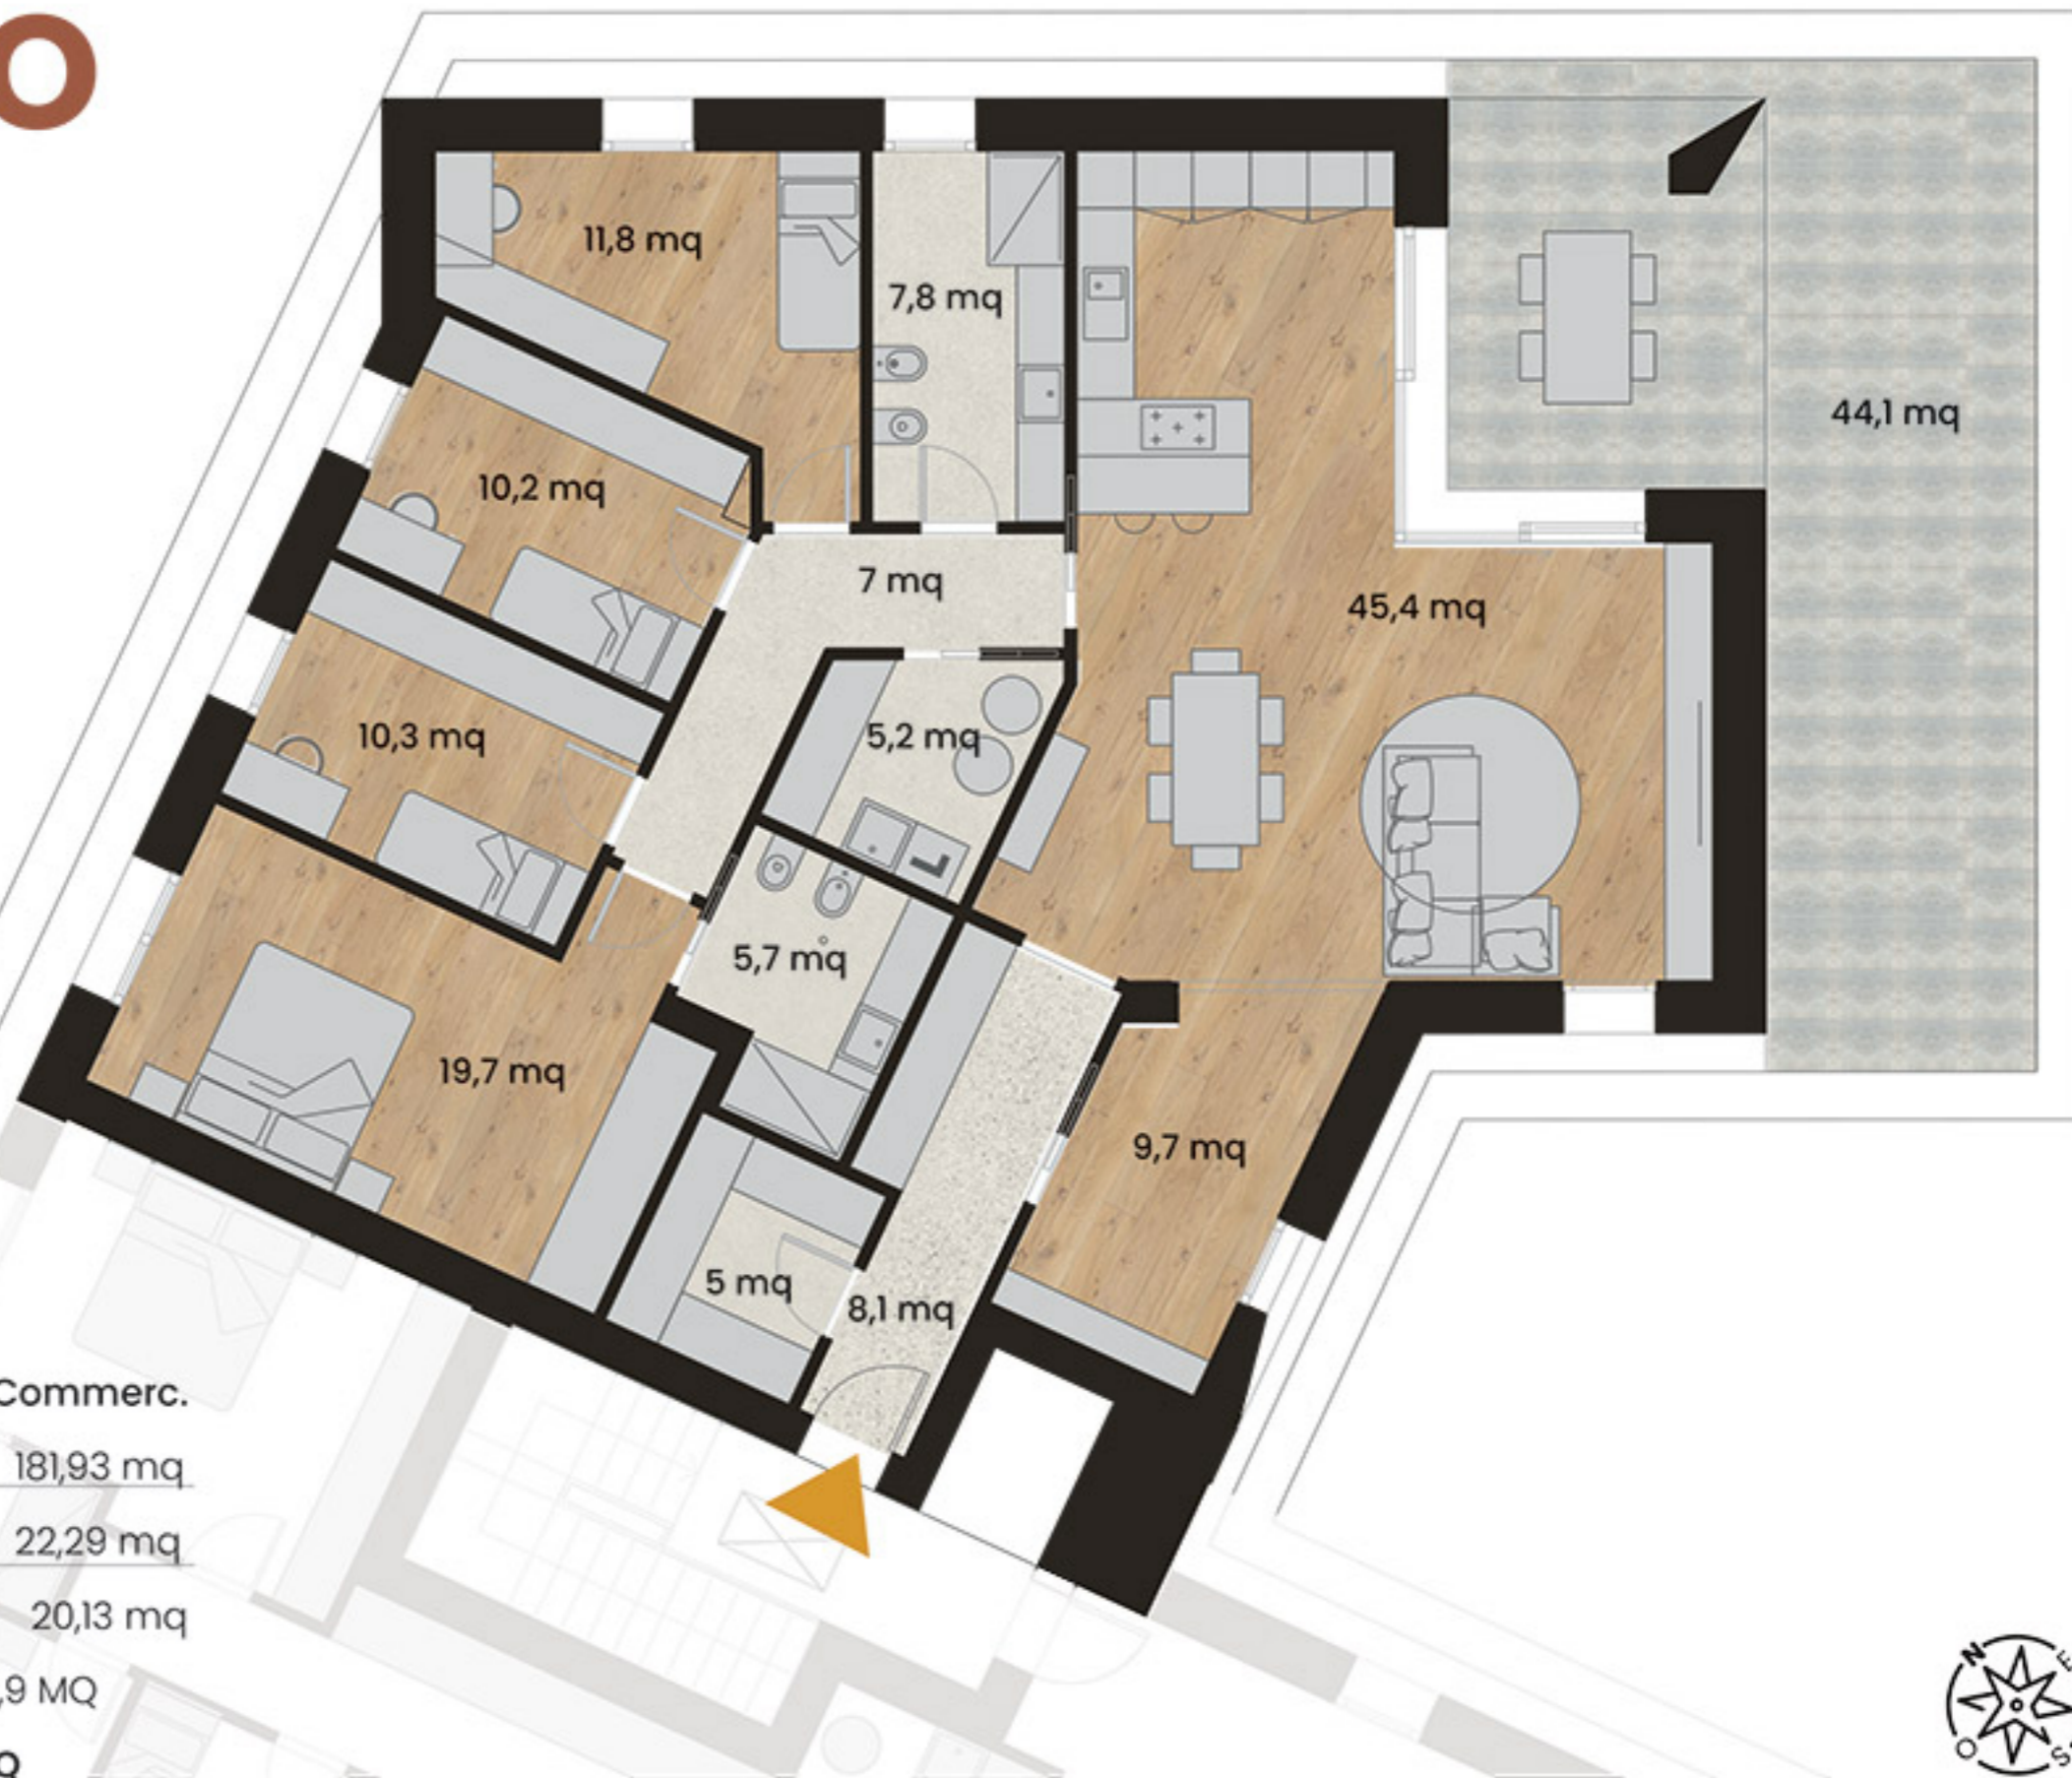 O
11,8 mq
7,8 mq
44,1 mq
10,2 mq
7 mq
45,4 mq
10,3 mq
5,2 mq
5,7 mq
19,7 mq
9,7 mq
5 mq
8,1 mq
Commerc.
181,93 mq
22,29 mq
20,13 mq
,9 MQ
Q
N
E
O
S